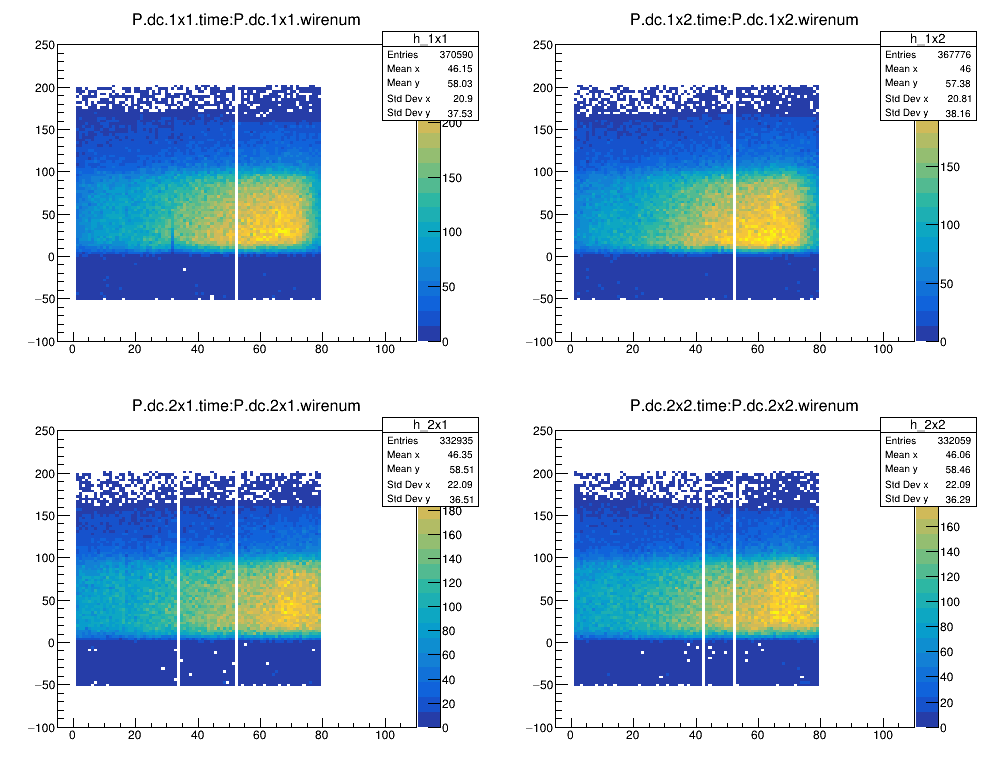 P.dc.1x1.time:P.dc.1x1.wirenum
h_1x1
Entries 370590
Mean x 46.15
Mean y 58.03
Std Dev x 20.9
Std Dev y 37.53
250
200
150
100
50
0
−50
−100
0 20 40 60 80 100
200
150
100
50
0
P.dc.1x2.time:P.dc.1x2.wirenum
h_1x2
Entries 367776
Mean x 46
Mean y 57.38
Std Dev x 20.81
Std Dev y 38.16
250
200
150
100
50
0
−50
−100
0 20 40 60 80 100
150
100
50
0
P.dc.2x1.time:P.dc.2x1.wirenum
h_2x1
Entries 332935
Mean x 46.35
Mean y 58.51
Std Dev x 22.09
Std Dev y 36.51
250
200
150
100
50
0
−50
−100
0 20 40 60 80 100
180
160
140
120
100
80
60
40
20
0
P.dc.2x2.time:P.dc.2x2.wirenum
h_2x2
Entries 332059
Mean x 46.06
Mean y 58.46
Std Dev x 22.09
Std Dev y 36.29
250
200
150
100
50
0
−50
−100
0 20 40 60 80 100
160
140
120
100
80
60
40
20
0